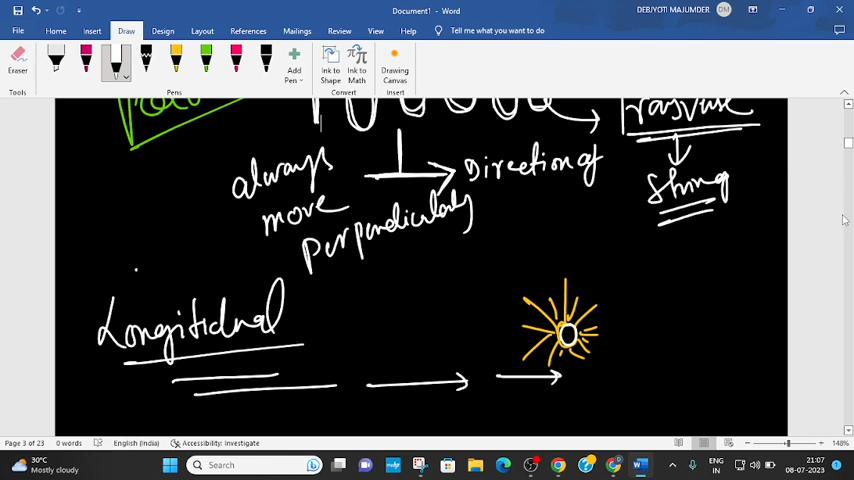 Document1 - Word
DEBJYOTI MAJUMDER
DM
File
Home
Insert
Draw
Design
Layout
References
Mailings
Review
View
Help
Tell me what you want to do
Eraser
Add Pen
Ink to Shape
Ink to Math
Drawing Canvas
Tools
Pens
Convert
Insert
always
move
perpendicularly
Direction of
String
Longitidual
Page 3 of 23
0 words
English (India)
Accessibility: Investigate
148%
30°C
Mostly cloudy
Search
ENG
IN
21:07
08-07-2023